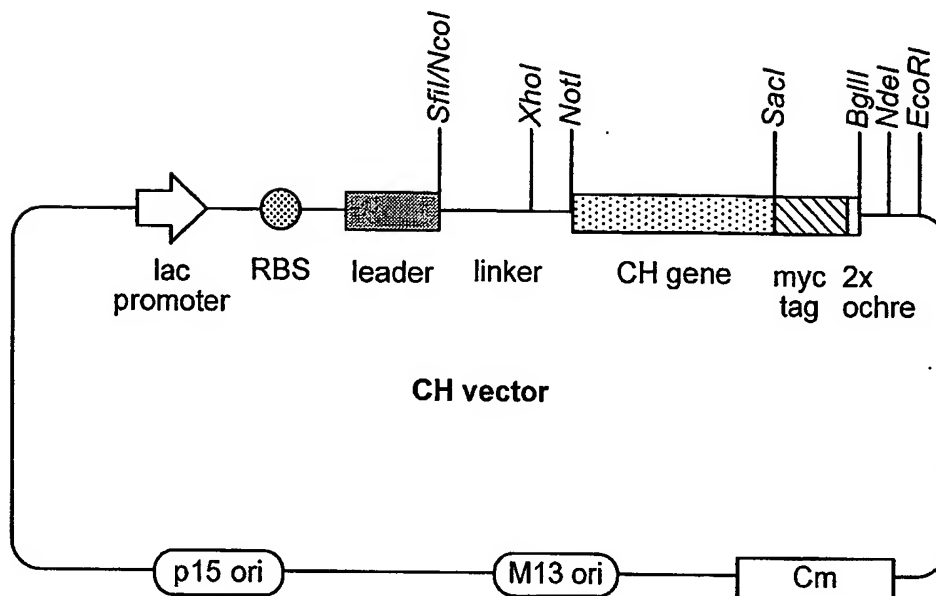 SfiI/NcoI
XhoI
NotI
SacI
BglII
NdeI
EcoRI
lac
promoter
RBS
leader
linker
CH gene
myc
tag
2x
ochre
CH vector
p15 ori
M13 ori
Cm